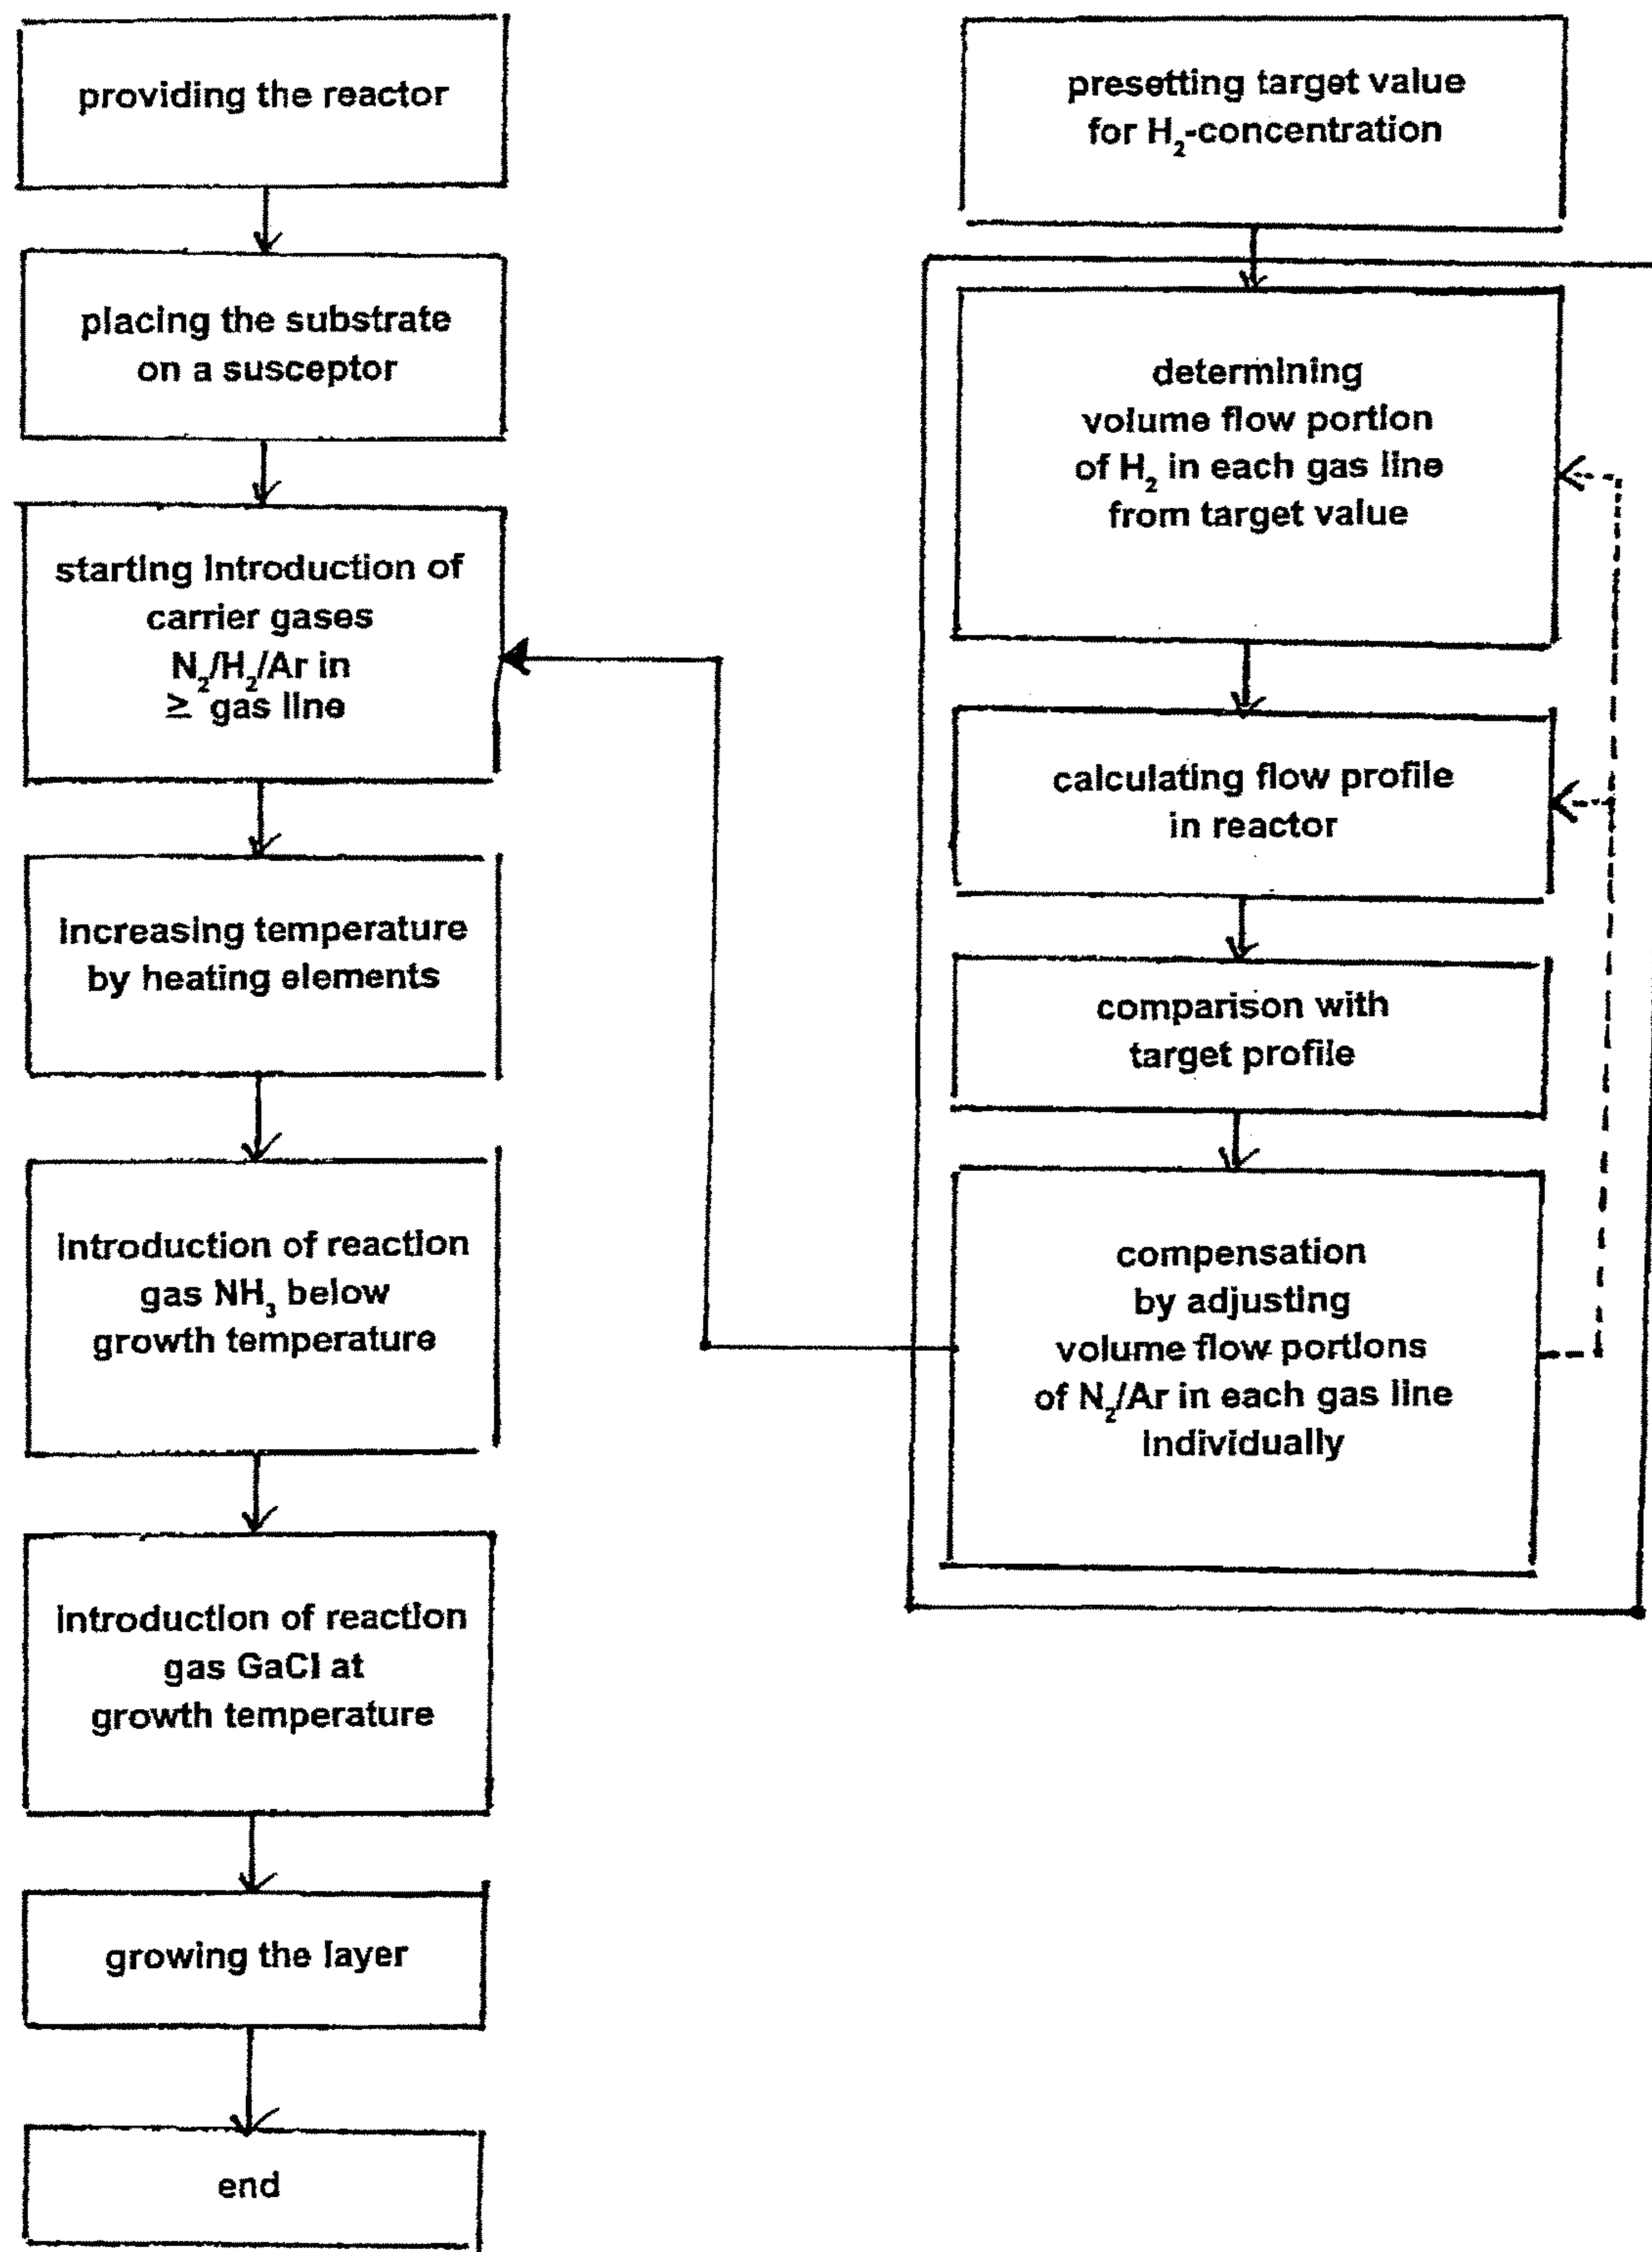 providing the reactor
placing the substrate
on a susceptor
starting introduction of
carrier gases
N₂/H₂/Ar in
≥ gas line
increasing temperature
by heating elements
introduction of reaction
gas NH₃ below
growth temperature
introduction of reaction
gas GaCl at
growth temperature
growing the layer
end
presetting target value
for H₂-concentration
determining
volume flow portion
of H₂ in each gas line
from target value
calculating flow profile
in reactor
comparison with
target profile
compensation
by adjusting
volume flow portions
of N₂/Ar in each gas line
individually